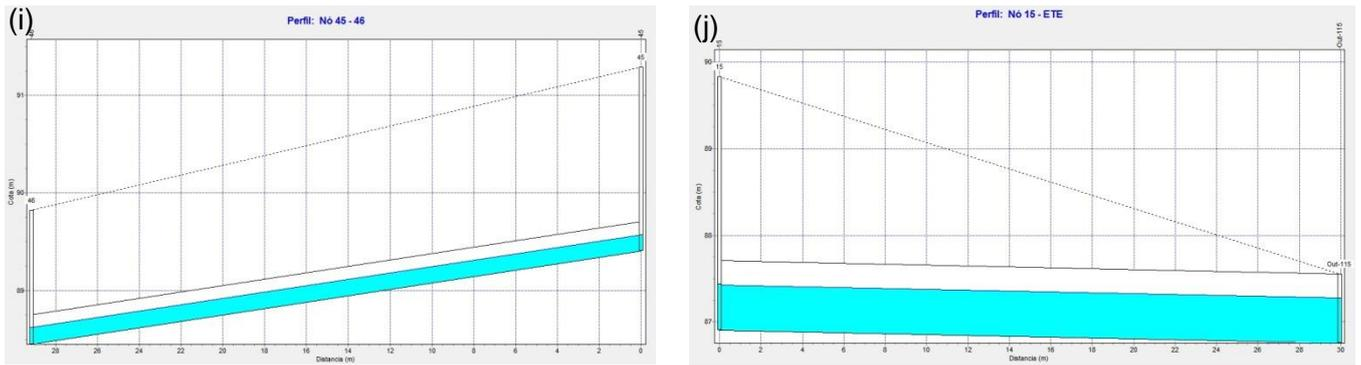 (i)
Perfil: Nó 45 - 46
46
45
45
91
90
46
89
Cota (m)
28 26 24 22 20 18 16 14 12 10 8 6 4 2 0
Distancia (m)
(j)
Perfil: Nó 15 - ETE
15
Out-115
90
15
89
88
Out-115
87
Cota (m)
0 2 4 6 8 10 12 14 16 18 20 22 24 26 28 30
Distancia (m)